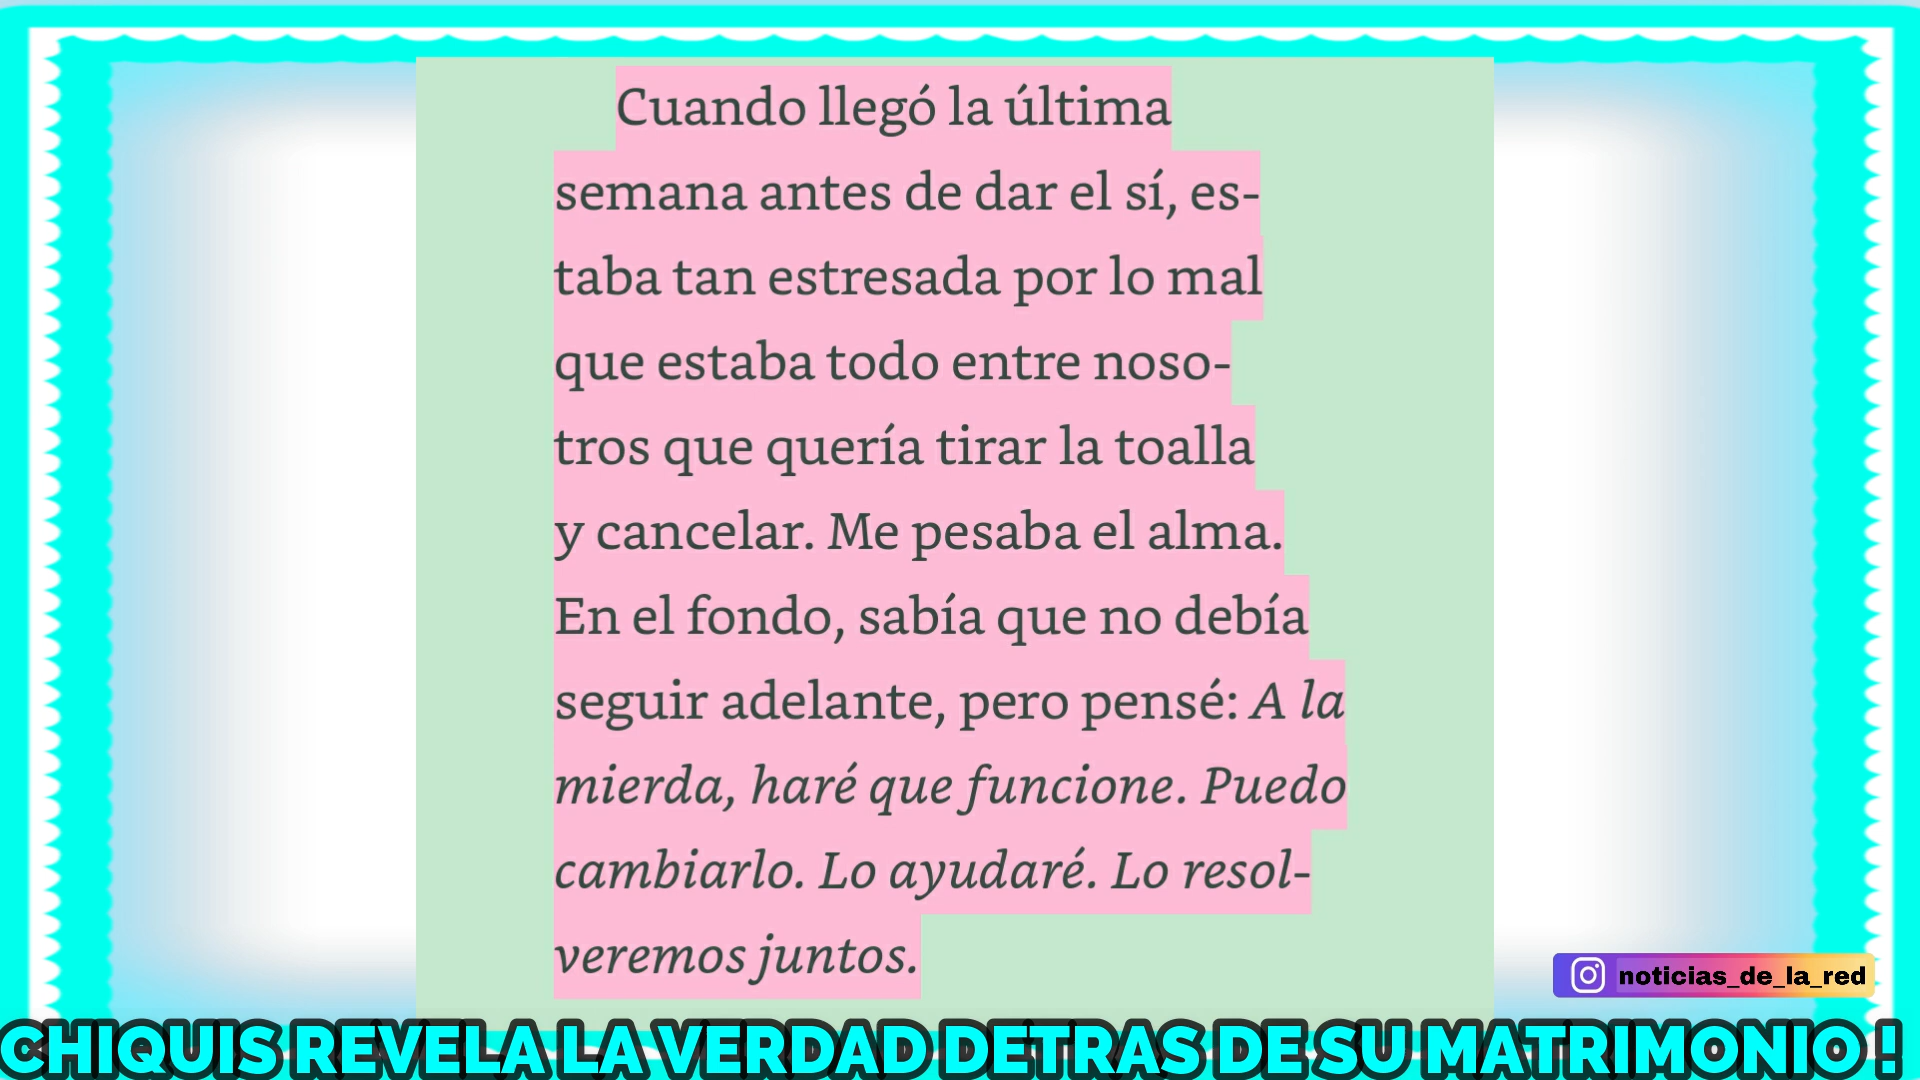 Cuando llegó la última
semana antes de dar el sí, es-
taba tan estresada por lo mal
que estaba todo entre noso-
tros que quería tirar la toalla
y cancelar. Me pesaba el alma.
En el fondo, sabía que no debía
seguir adelante, pero pensé: A la
mierda, haré que funcione. Puedo
cambiarlo. Lo ayudaré. Lo resol-
veremos juntos.
noticias_de_la_red
CHIQUIS REVELA LA VERDAD DETRAS DE SU MATRIMONIO !